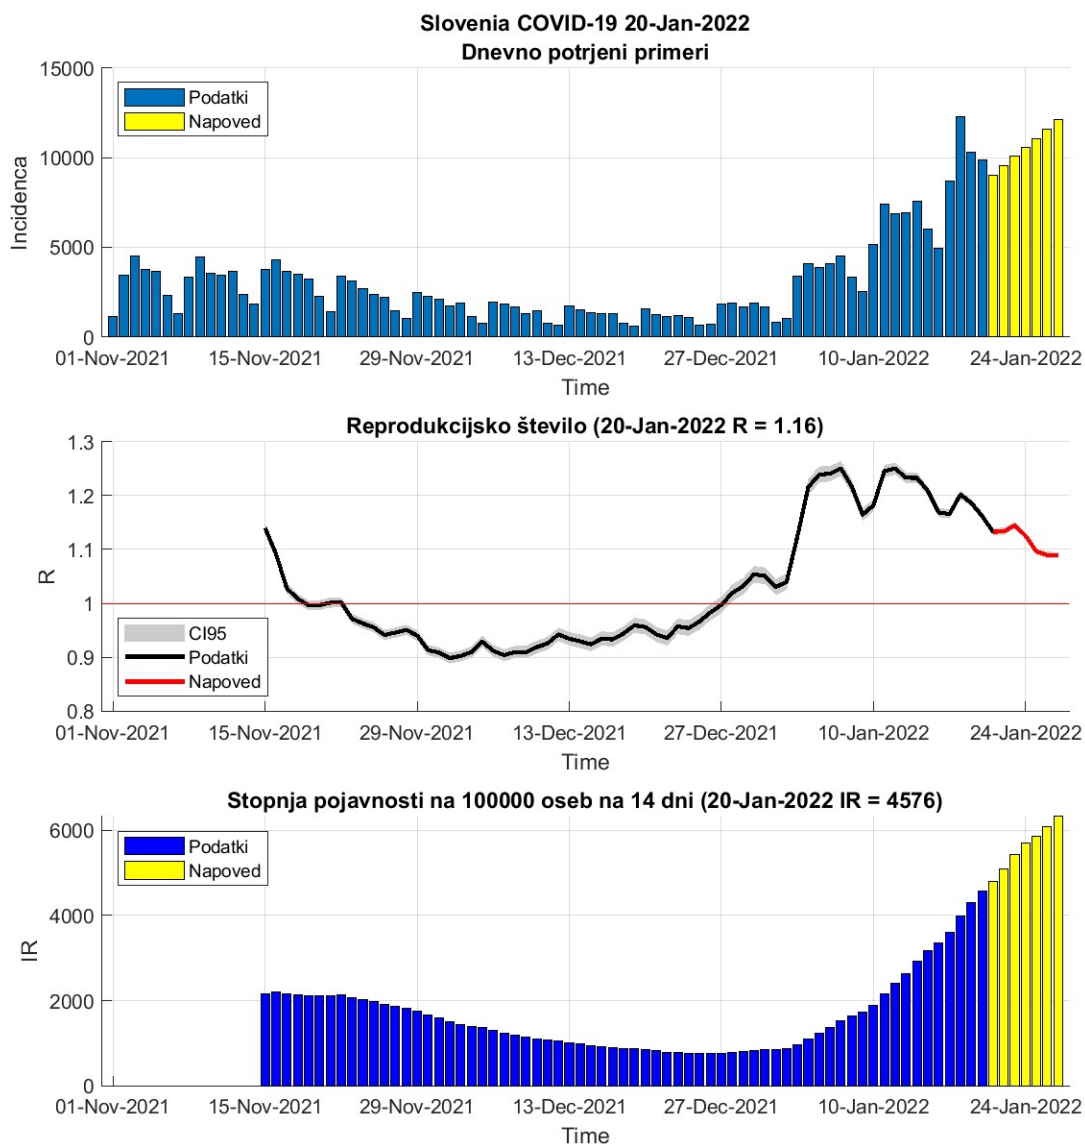 Slovenia COVID-19 20-Jan-2022
Dnevno potrjeni primeri
15000
10000
5000
0
Incidenca
Podatki
Napoved
01-Nov-2021 15-Nov-2021 29-Nov-2021 13-Dec-2021 27-Dec-2021 10-Jan-2022 24-Jan-2022
Time
Reprodukcijsko število (20-Jan-2022 R = 1.16)
1.3
1.2
1.1
1
0.9
0.8
R
CI95
Podatki
Napoved
01-Nov-2021 15-Nov-2021 29-Nov-2021 13-Dec-2021 27-Dec-2021 10-Jan-2022 24-Jan-2022
Time
Stopnja pojavnosti na 100000 oseb na 14 dni (20-Jan-2022 IR = 4576)
6000
4000
2000
0
IR
Podatki
Napoved
01-Nov-2021 15-Nov-2021 29-Nov-2021 13-Dec-2021 27-Dec-2021 10-Jan-2022 24-Jan-2022
Time